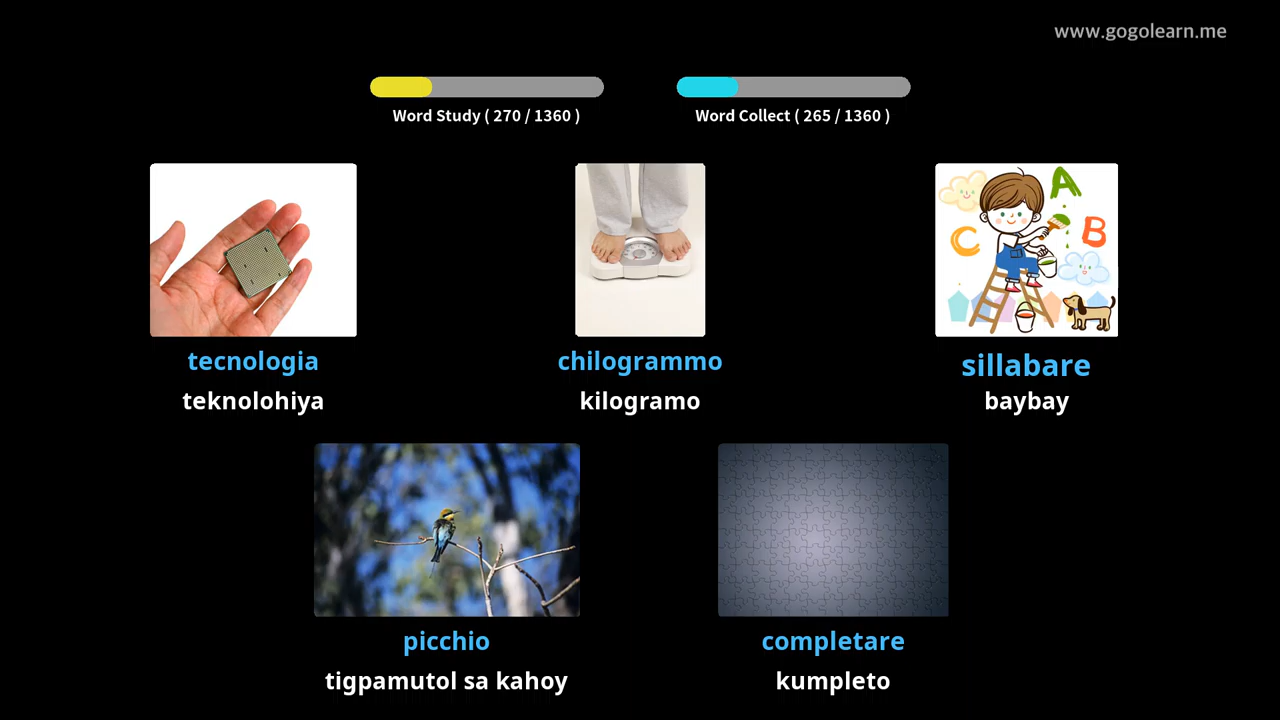 www.gogolearn.me
Word Study ( 270 / 1360 )
Word Collect ( 265 / 1360 )
A
B
C
tecnologia
chilogrammo
sillabare
teknolohiya
kilogramo
baybay
picchio
completare
tigpamutol sa kahoy
kumpleto